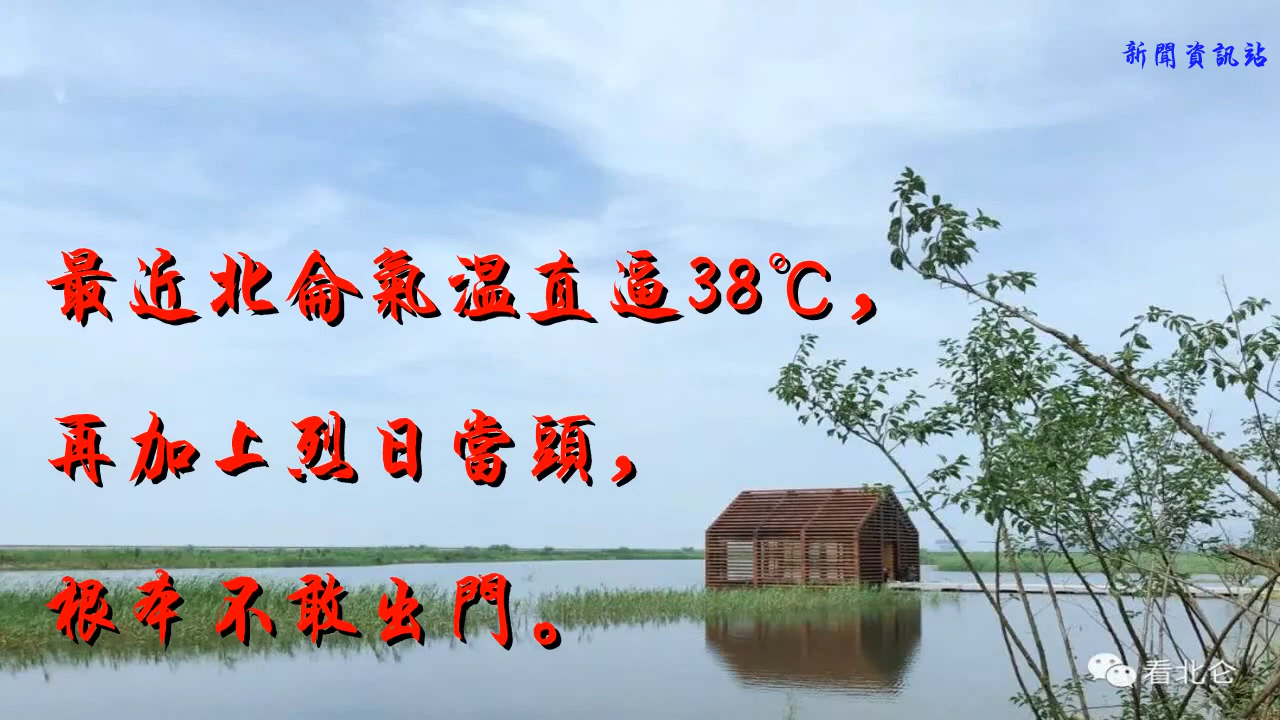 新聞資訊站
最近北侖氣溫直逼38℃，
再加上烈日當頭，
根本不敢出門。
看北仑